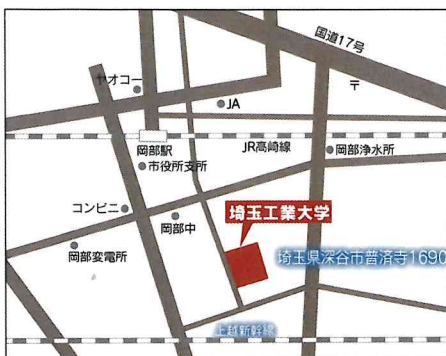 国道17号
〒
ヤオコー
JA
岡部駅
JR高崎線
岡部浄水所
市役所支所
コンビニ
岡部中
埼玉工業大学
岡部変電所
埼玉県深谷市普済寺1690
上越新幹線